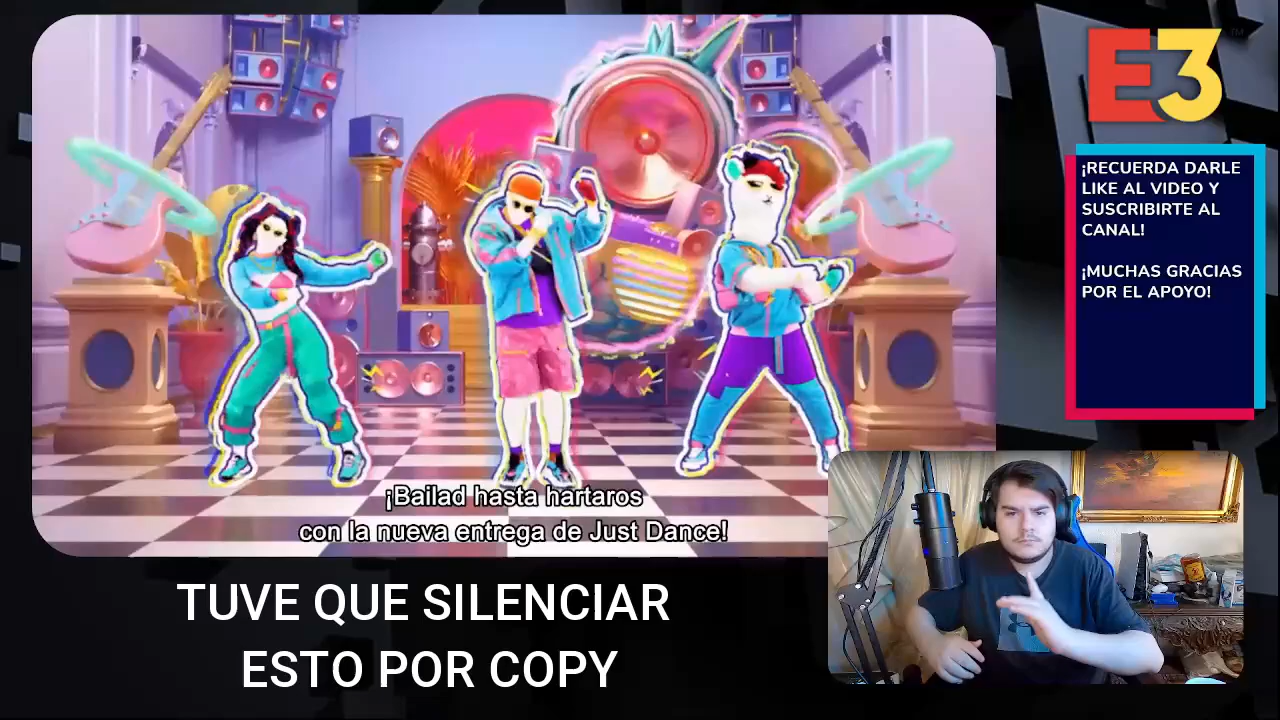 E3
¡RECUERDA DARLE
LIKE AL VIDEO Y
SUSCRIBIRTE AL
CANAL!
¡MUCHAS GRACIAS
POR EL APOYO!
¡Bailad hasta hartaros
con la nueva entrega de Just Dance!
TUVE QUE SILENCIAR
ESTO POR COPY